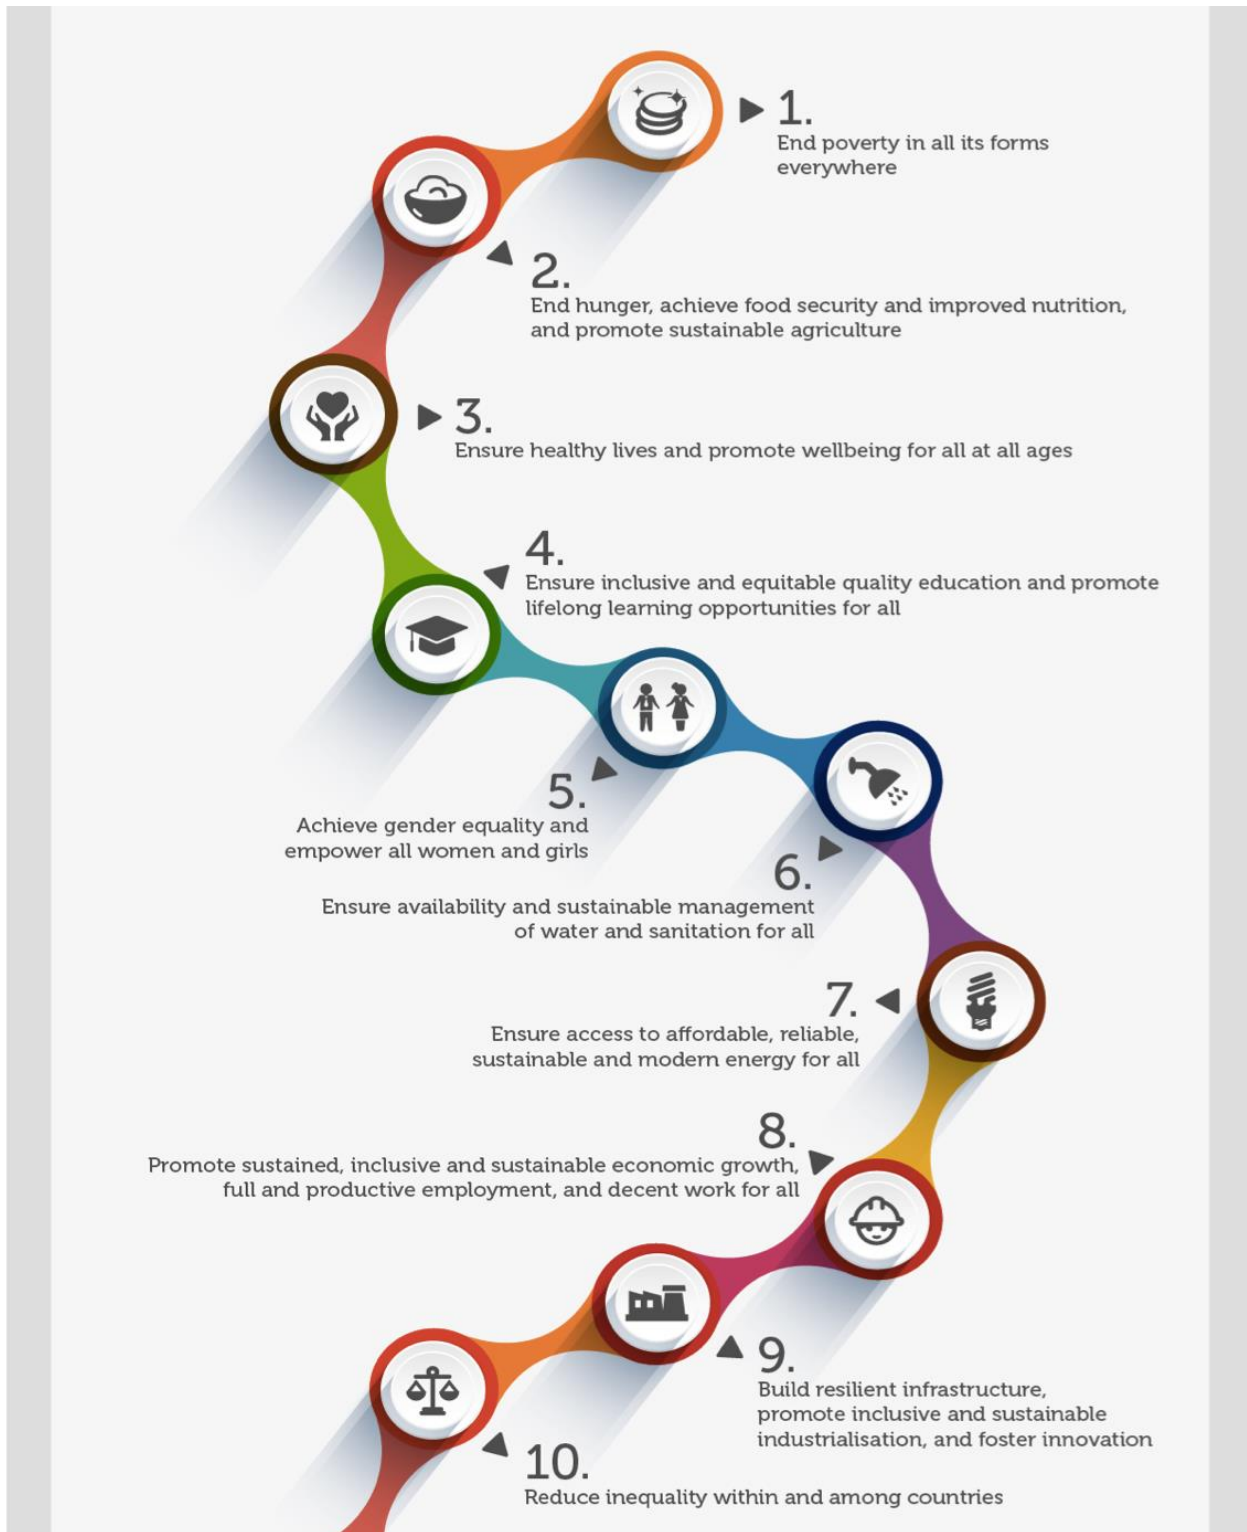 1.
End poverty in all its forms
everywhere
2.
End hunger, achieve food security and improved nutrition,
and promote sustainable agriculture
3.
Ensure healthy lives and promote wellbeing for all at all ages
4.
Ensure inclusive and equitable quality education and promote
lifelong learning opportunities for all
5.
Achieve gender equality and
empower all women and girls
6.
Ensure availability and sustainable management
of water and sanitation for all
7.
Ensure access to affordable, reliable,
sustainable and modern energy for all
8.
Promote sustained, inclusive and sustainable economic growth,
full and productive employment, and decent work for all
9.
Build resilient infrastructure,
promote inclusive and sustainable
industrialisation, and foster innovation
10.
Reduce inequality within and among countries